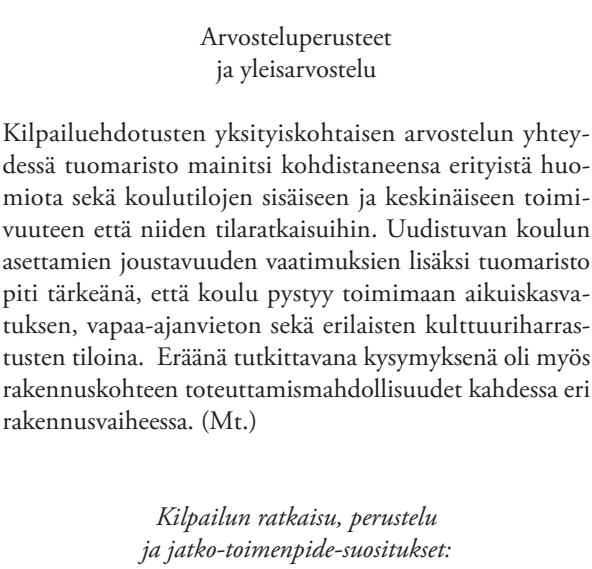 Arvosteluperusteet
ja yleisarvostelu
Kilpailuehdotusten yksityiskohtaisen arvostelun yhtey-
dessä tuomaristo mainitsi kohdistaneensa erityistä huo-
miota sekä koulutilojen sisäiseen ja keskinäiseen toimi-
vuuteen että niiden tilaratkaisuihin. Uudistuvan koulun
asettamien joustavuuden vaatimuksien lisäksi tuomaristo
piti tärkeänä, että koulu pystyy toimimaan aikuiskasva-
tuksen, vapaa-ajanvieton sekä erilaisten kulttuuriharras-
tusten tiloina.  Eräänä tutkittavana kysymyksenä oli myös
rakennuskohteen toteuttamismahdollisuudet kahdessa eri
rakennusvaiheessa. (Mt.)
Kilpailun ratkaisu, perustelu
ja jatko-toimenpide-suositukset: